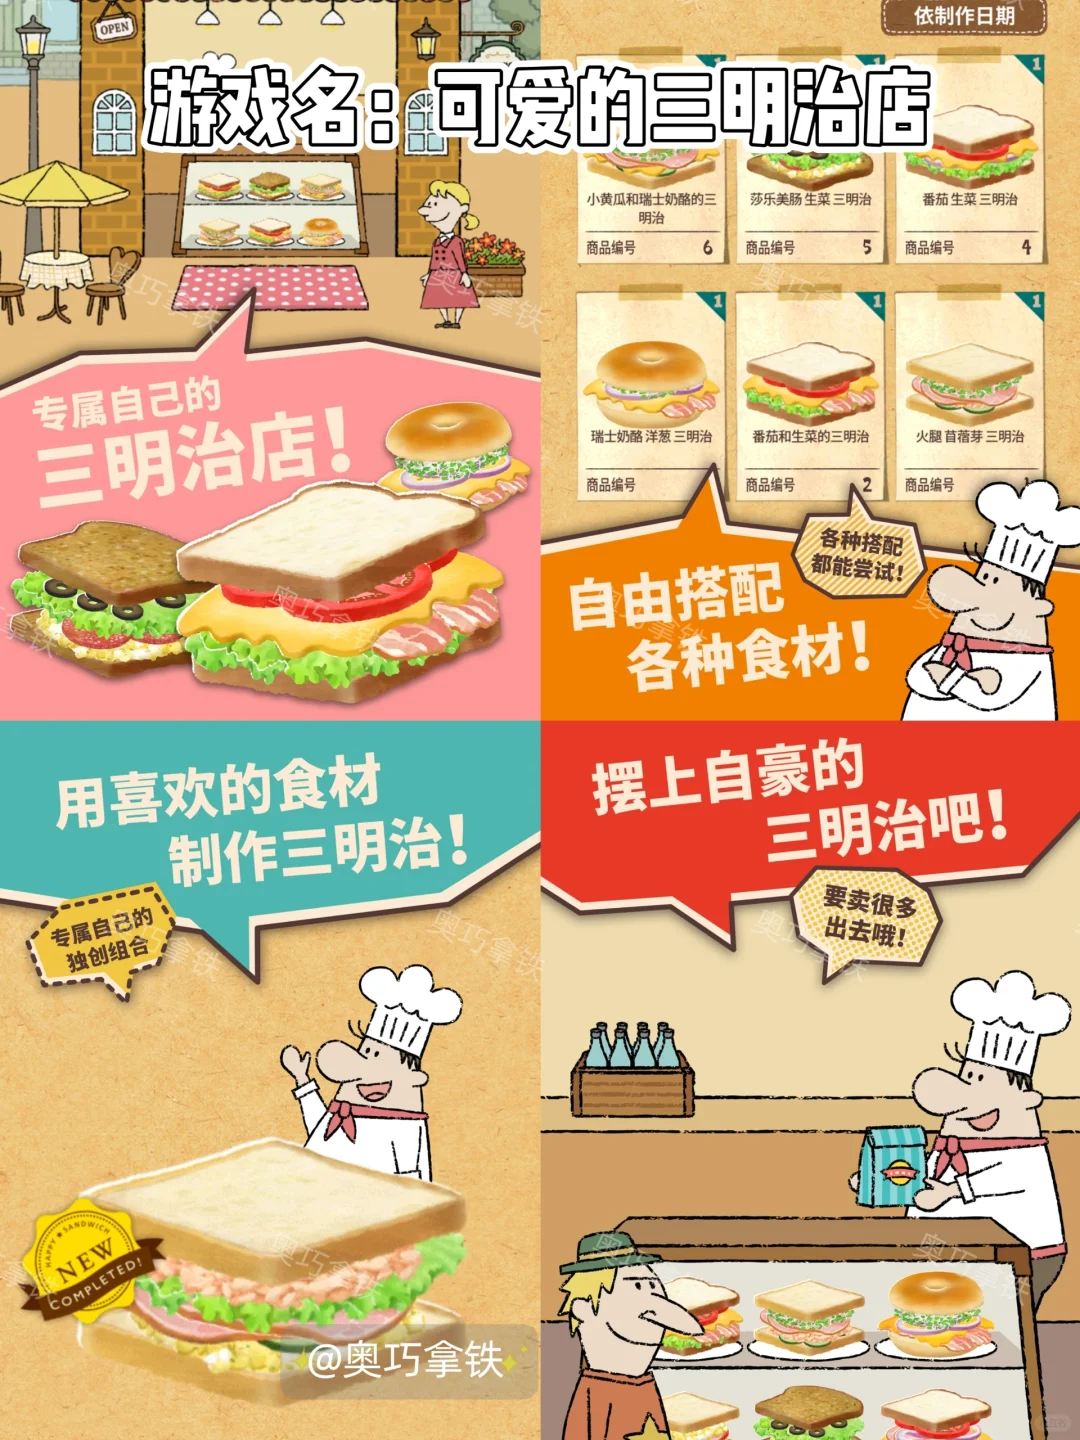 游戏名：可爱的三明治店
OPEN
专属自己的
三明治店！
依制作日期
1
1
1
小黄瓜和瑞士奶酪的三
明治
商品编号 6
莎乐美肠 生菜 三明治
商品编号 5
番茄 生菜 三明治
商品编号 4
1
1
1
瑞士奶酪 洋葱 三明治
商品编号
番茄和生菜的三明治
商品编号 2
火腿 苜蓿芽 三明治
商品编号
各种搭配
都能尝试！
自由搭配
各种食材！
用喜欢的食材
制作三明治！
专属自己的
独创组合
HAPPY★SANDWICH
NEW
COMPLETED!
@奥巧拿铁
摆上自豪的
三明治吧！
要卖很多
出去哦！
奥巧拿铁